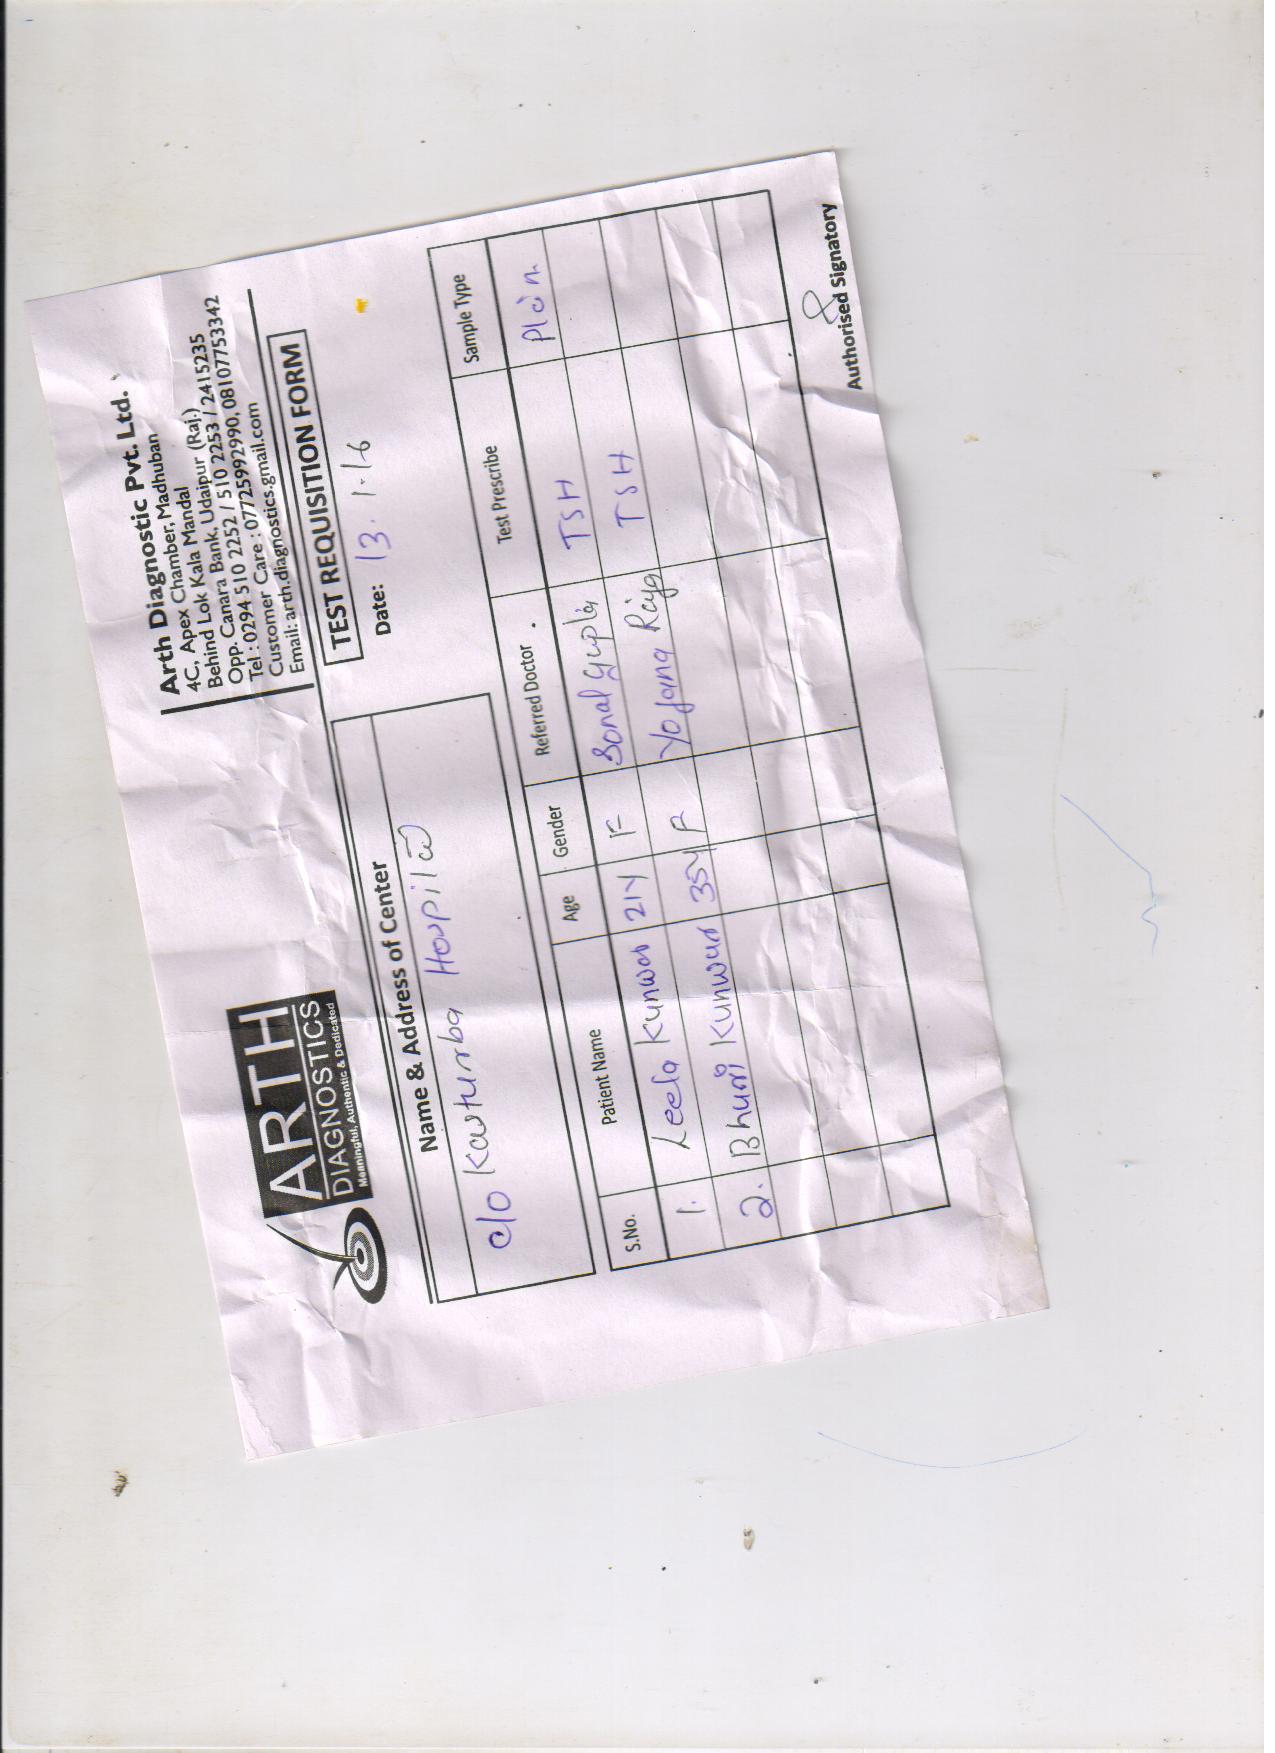 ARTH
DIAGNOSTICS
Meaningful, Authentic & Dedicated
Arth Diagnostic Pvt. Ltd.
4C, Apex Chamber, Madhuban
Behind Lok Kala Mandal
Opp. Canara Bank, Udaipur (Raj.)
Tel : 0294 510 2252 / 510 2253 / 2415235
Customer Care : 07725992990, 08107753342
Email: arth.diagnostics.gmail.com
TEST REQUISITION FORM
Name & Address of Center
Date: 13.1.16
C/O Kasturba Hospital
S.No. Patient Name Age Gender Referred Doctor Test Prescribe Sample Type
1. Leela Kunwar 21Y F Sonal Gupta TSH Plain
2. Bhuri Kunwar 35Y F TSH
Authorised Signatory